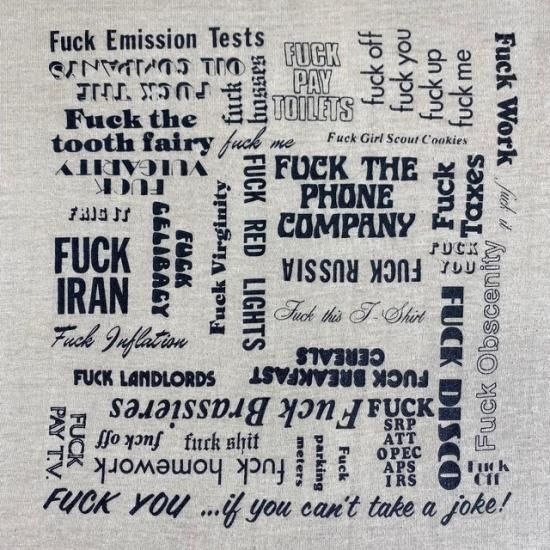 Fuck Emission Tests
FUCK THE
OIL COMPANIES
Fuck the
tooth fairy
fuck
bosses
fuck me
FUCK
PAY
TOILETS
fuck off
fuck you
fuck up
fuck me
Fuck Work
Fuck Girl Scout Cookies
FUCK
VULGARITY
FRIG IT
FUCK
CELIBACY
Fuck Virginity
FUCK RED LIGHTS
FUCK THE
PHONE
COMPANY
Fuck
Taxes
fuck it
FUCK
YOU
FUCK
IRAN
FUCK RUSSIA
Fuck Obscenity
Fuck Inflation
Fuck this T-Shirt
FUCK DISCO
FUCK LANDLORDS
FUCK BREAKFAST
CEREALS
Fuck Brassieres
FUCK
SRP
ATT
OPEC
APS
IRS
FUCK
PAY T.V.
fuck off
fuck shit
fuck homework
Fuck
parking
meters
Fuck
Off
FUCK YOU ...if you can't take a joke!